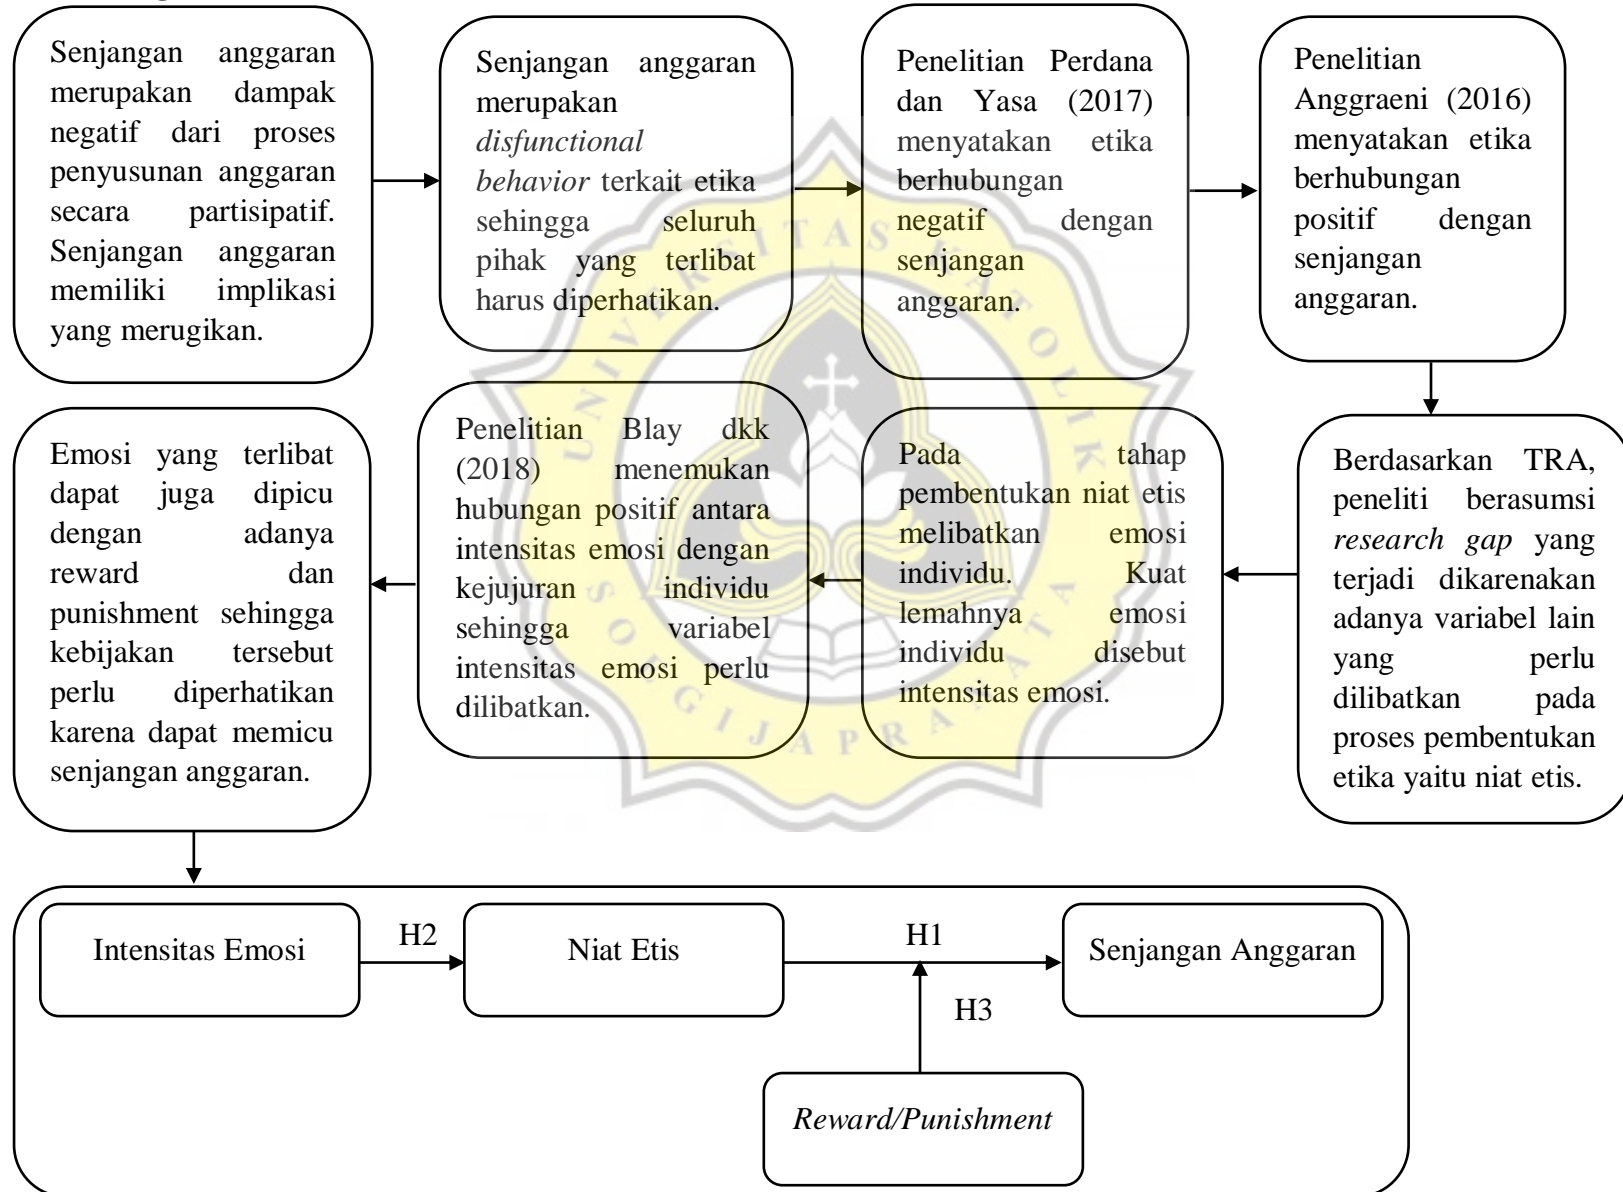 Senjangan anggaran
merupakan dampak
negatif dari proses
penyusunan anggaran
secara partisipatif.
Senjangan anggaran
memiliki implikasi
yang merugikan.
Senjangan anggaran
merupakan
disfunctional
behavior terkait etika
sehingga seluruh
pihak yang terlibat
harus diperhatikan.
Penelitian Perdana
dan Yasa (2017)
menyatakan etika
berhubungan
negatif dengan
senjangan
anggaran.
Penelitian
Anggraeni (2016)
menyatakan etika
berhubungan
positif dengan
senjangan
anggaran.
Berdasarkan TRA,
peneliti berasumsi
research gap yang
terjadi dikarenakan
adanya variabel lain
yang perlu
dilibatkan pada
proses pembentukan
etika yaitu niat etis.
Pada tahap
pembentukan niat etis
melibatkan emosi
individu. Kuat
lemahnya emosi
individu disebut
intensitas emosi.
Penelitian Blay dkk
(2018) menemukan
hubungan positif antara
intensitas emosi dengan
kejujuran individu
sehingga variabel
intensitas emosi perlu
dilibatkan.
Emosi yang terlibat
dapat juga dipicu
dengan adanya
reward dan
punishment sehingga
kebijakan tersebut
perlu diperhatikan
karena dapat memicu
senjangan anggaran.
Intensitas Emosi
H2
Niat Etis
H1
Senjangan Anggaran
H3
Reward/Punishment
UNIVERSITAS KATOLIK
SOEGIJAPRANATA